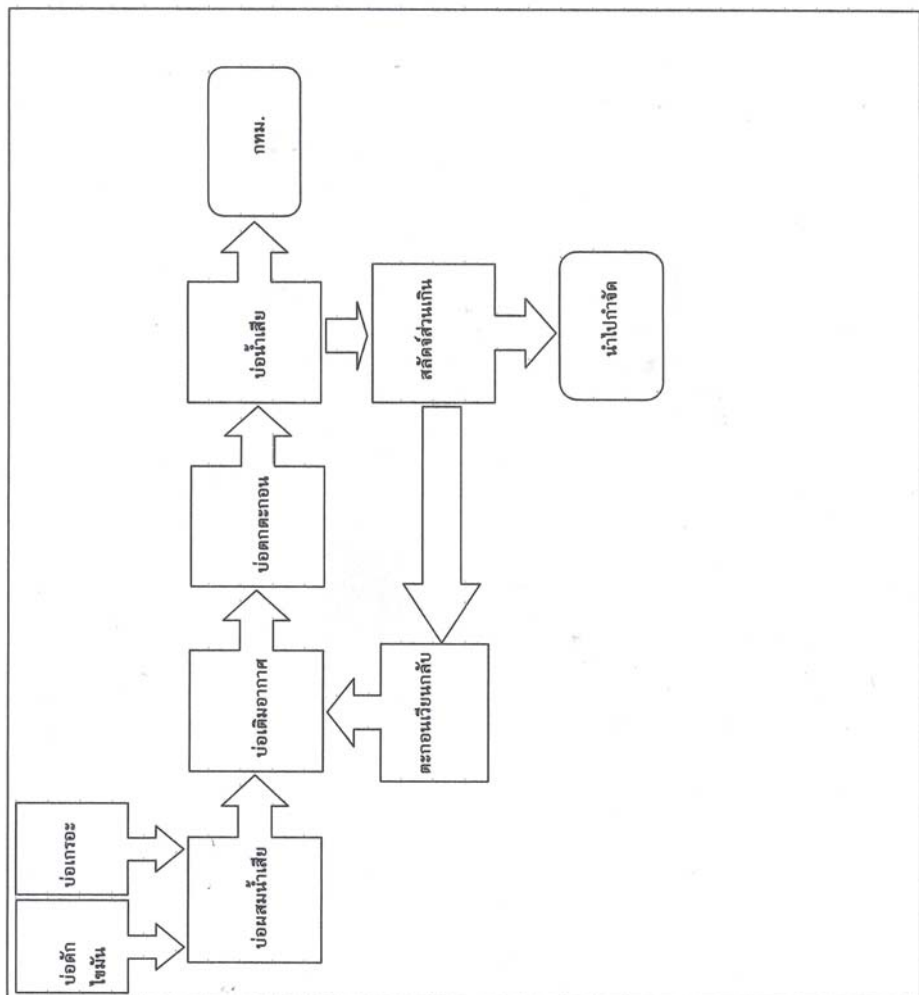 บ่อดัก
ไขมัน
บ่อเกรอะ
บ่อผสมน้ำเสีย
บ่อเติมอากาศ
บ่อตกตะกอน
บ่อน้ำเสีย
กทม.
ตะกอนเวียนกลับ
สลัดจ์ส่วนเกิน
นำไปกำจัด